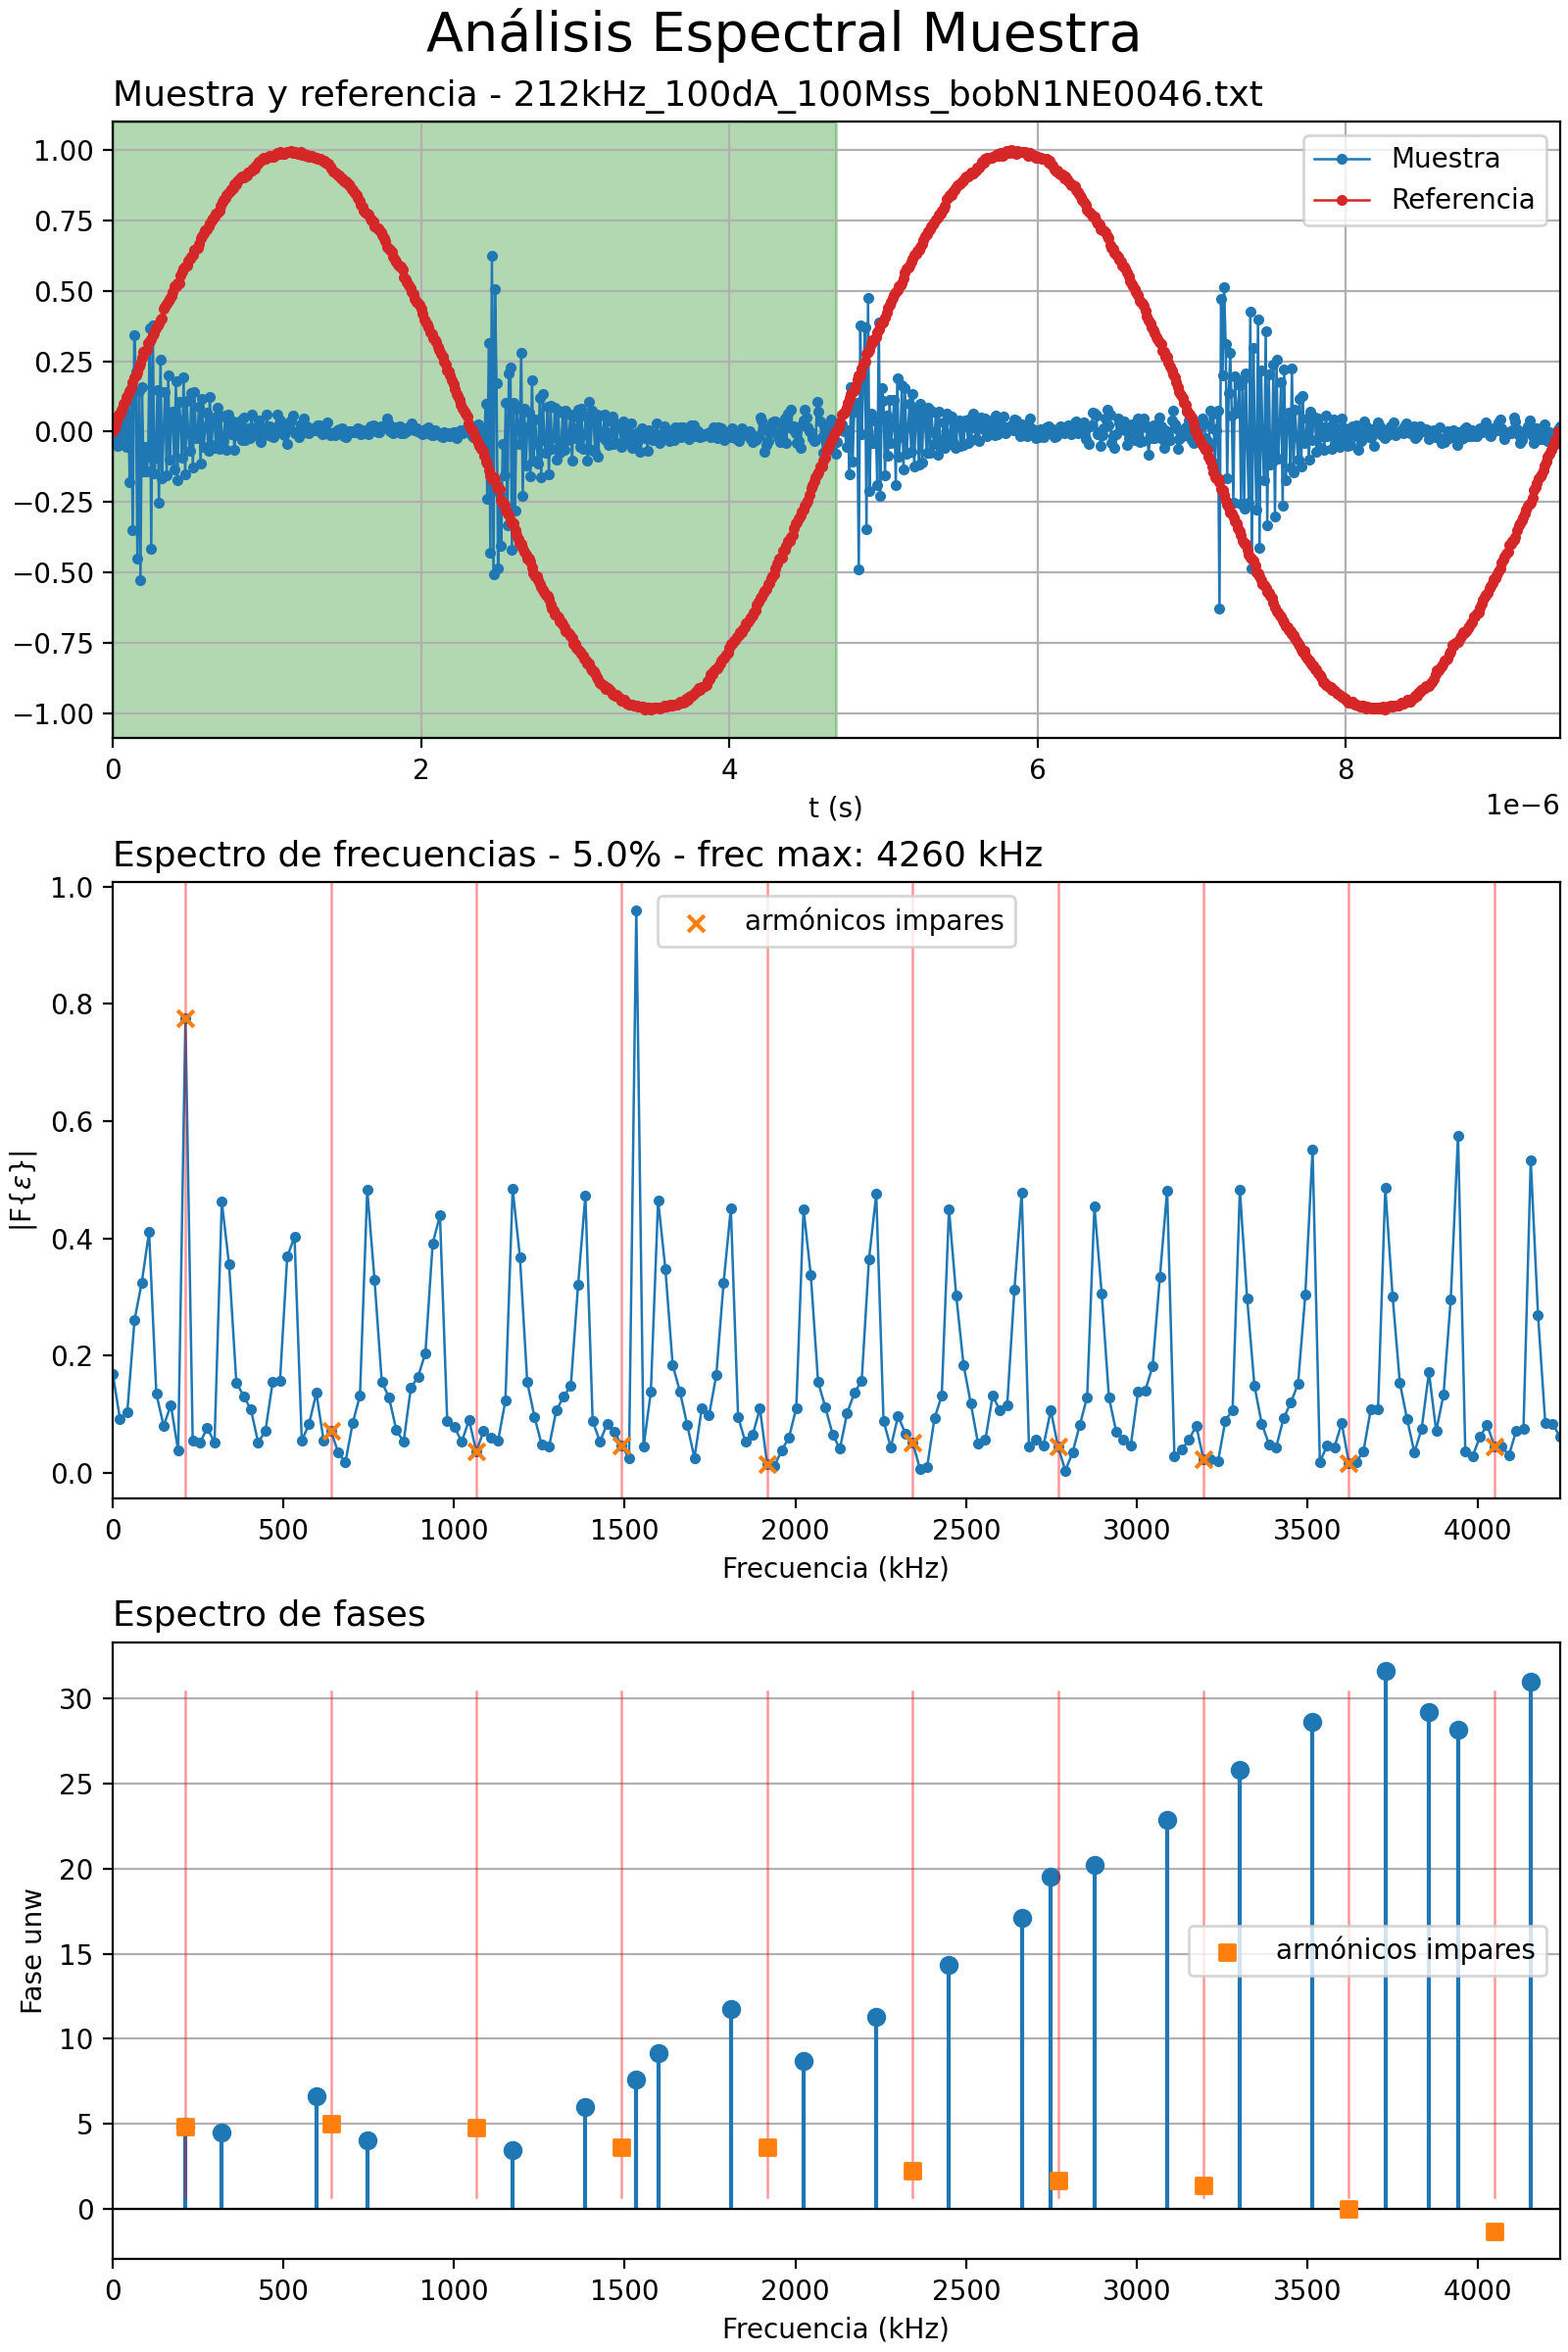 Análisis Espectral Muestra
Muestra y referencia - 212kHz_100dA_100Mss_bobN1NE0046.txt
1.00
0.75
0.50
0.25
0.00
−0.25
−0.50
−0.75
−1.00
Muestra
Referencia
0 2 4 6 8
t (s)
1e−6
Espectro de frecuencias - 5.0% - frec max: 4260 kHz
|F{ε}|
1.0
0.8
0.6
0.4
0.2
0.0
armónicos impares
0 500 1000 1500 2000 2500 3000 3500 4000
Frecuencia (kHz)
Espectro de fases
Fase unw
30
25
20
15
10
5
0
armónicos impares
0 500 1000 1500 2000 2500 3000 3500 4000
Frecuencia (kHz)